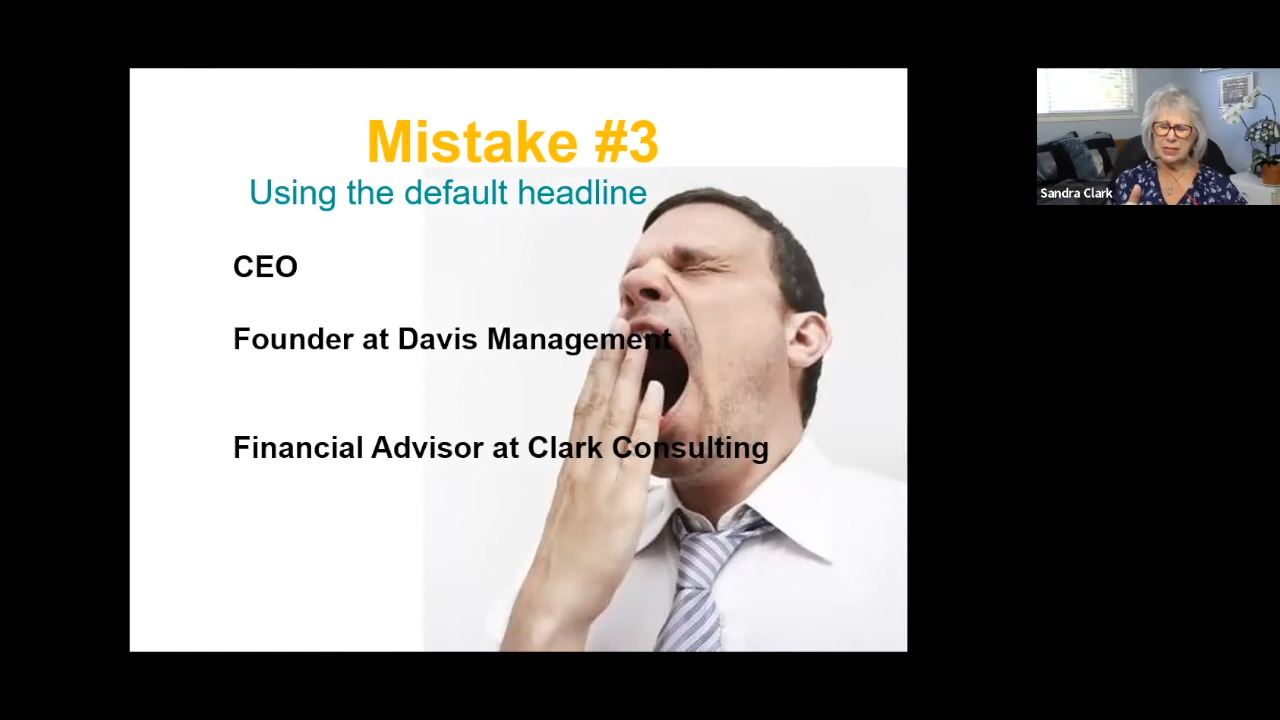 Mistake #3
Using the default headline
CEO
Founder at Davis Management
Financial Advisor at Clark Consulting
Sandra Clark